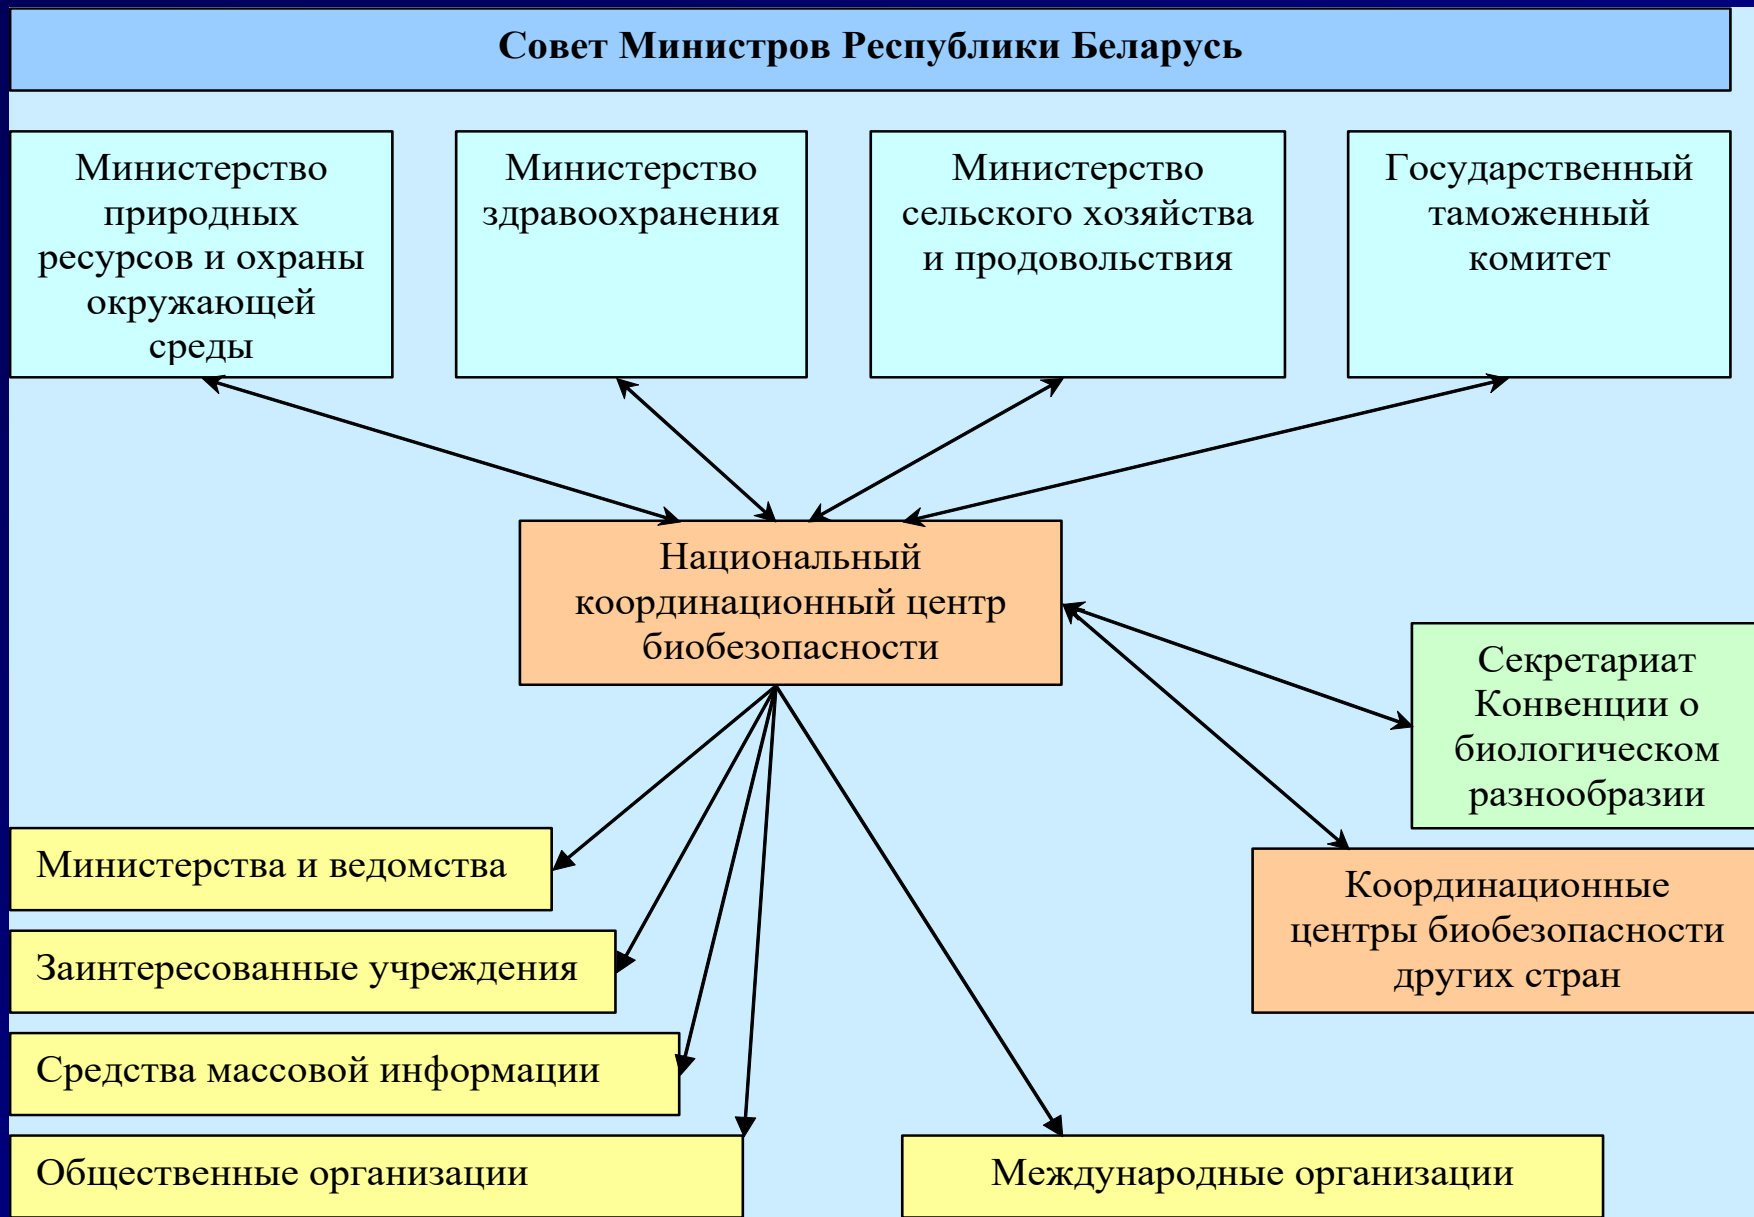 Совет Министров Республики Беларусь
Министерство
природных
ресурсов и охраны
окружающей
среды
Министерство
здравоохранения
Министерство
сельского хозяйства
и продовольствия
Государственный
таможенный
комитет
Национальный
координационный центр
биобезопасности
Секретариат
Конвенции о
биологическом
разнообразии
Координационные
центры биобезопасности
других стран
Министерства и ведомства
Заинтересованные учреждения
Средства массовой информации
Общественные организации
Международные организации